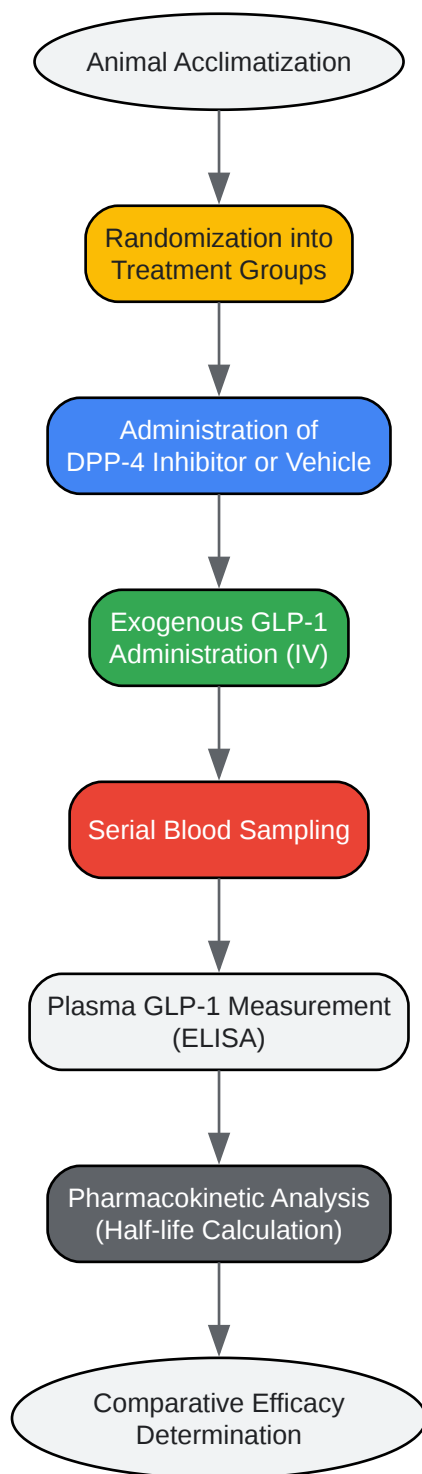 Animal Acclimatization
Randomization into
Treatment Groups
Administration of
DPP-4 Inhibitor or Vehicle
Exogenous GLP-1
Administration (IV)
Serial Blood Sampling
Plasma GLP-1 Measurement
(ELISA)
Pharmacokinetic Analysis
(Half-life Calculation)
Comparative Efficacy
Determination